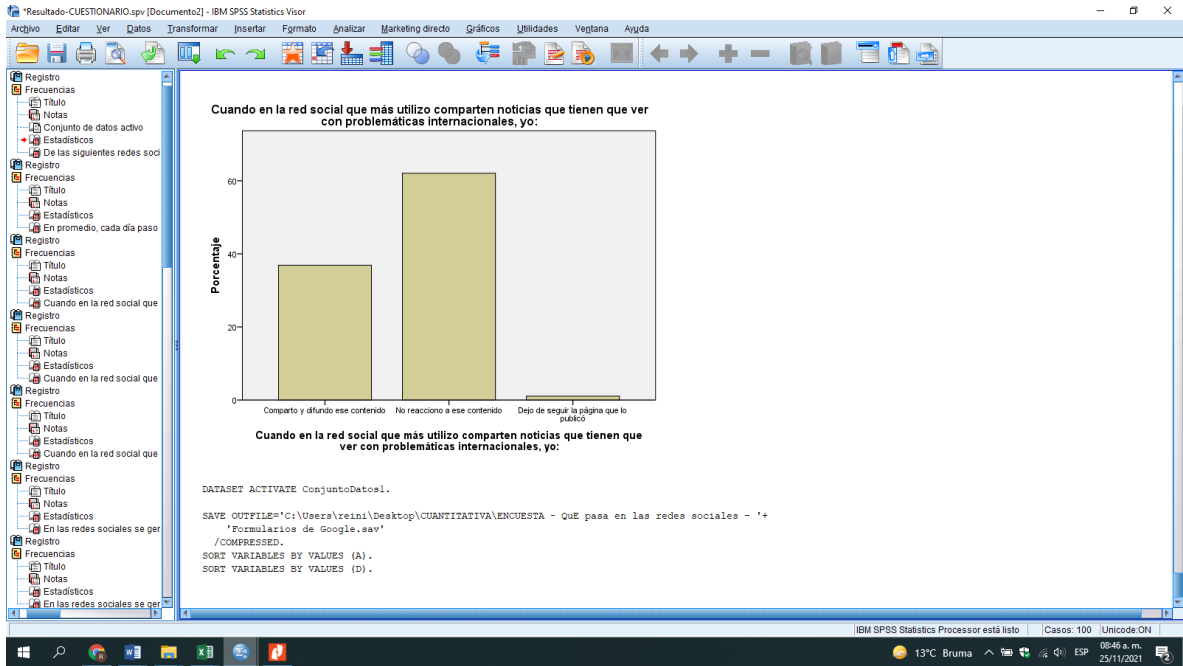 *Resultado-CUESTIONARIO.spv [Documento2] - IBM SPSS Statistics Visor
Archivo Editar Ver Datos Transformar Insertar Formato Analizar Marketing directo Gráficos Utilidades Ventana Ayuda
Registro
Frecuencias
Título
Notas
Conjunto de datos activo
Estadísticos
De las siguientes redes soci
Registro
Frecuencias
Título
Notas
Estadísticos
En promedio, cada día paso
Registro
Frecuencias
Título
Notas
Estadísticos
Cuando en la red social que
Registro
Frecuencias
Título
Notas
Estadísticos
Cuando en la red social que
Registro
Frecuencias
Título
Notas
Estadísticos
Cuando en la red social que
Registro
Frecuencias
Título
Notas
Estadísticos
En las redes sociales se ger
Registro
Frecuencias
Título
Notas
Estadísticos
En las redes sociales se ger
Cuando en la red social que más utilizo comparten noticias que tienen que ver
con problemáticas internacionales, yo:
Porcentaje
60
40
20
0
Comparto y difundo ese contenido No reacciono a ese contenido Dejo de seguir la página que lo
publicó
Cuando en la red social que más utilizo comparten noticias que tienen que
ver con problemáticas internacionales, yo:
DATASET ACTIVATE ConjuntoDatos1.
SAVE OUTFILE='C:\Users\reini\Desktop\CUANTITATIVA\ENCUESTA - QuE pasa en las redes sociales - '+
'Formularios de Google.sav'
/COMPRESSED.
SORT VARIABLES BY VALUES (A).
SORT VARIABLES BY VALUES (D).
IBM SPSS Statistics Processor está listo Casos: 100 Unicode:ON
13°C Bruma ESP 08:46 a. m.
25/11/2021